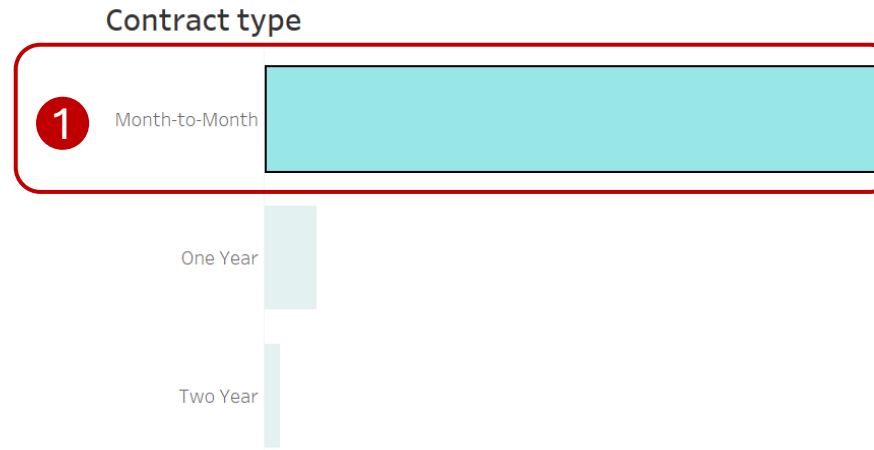 Contract type
1
Month-to-Month
One Year
Two Year